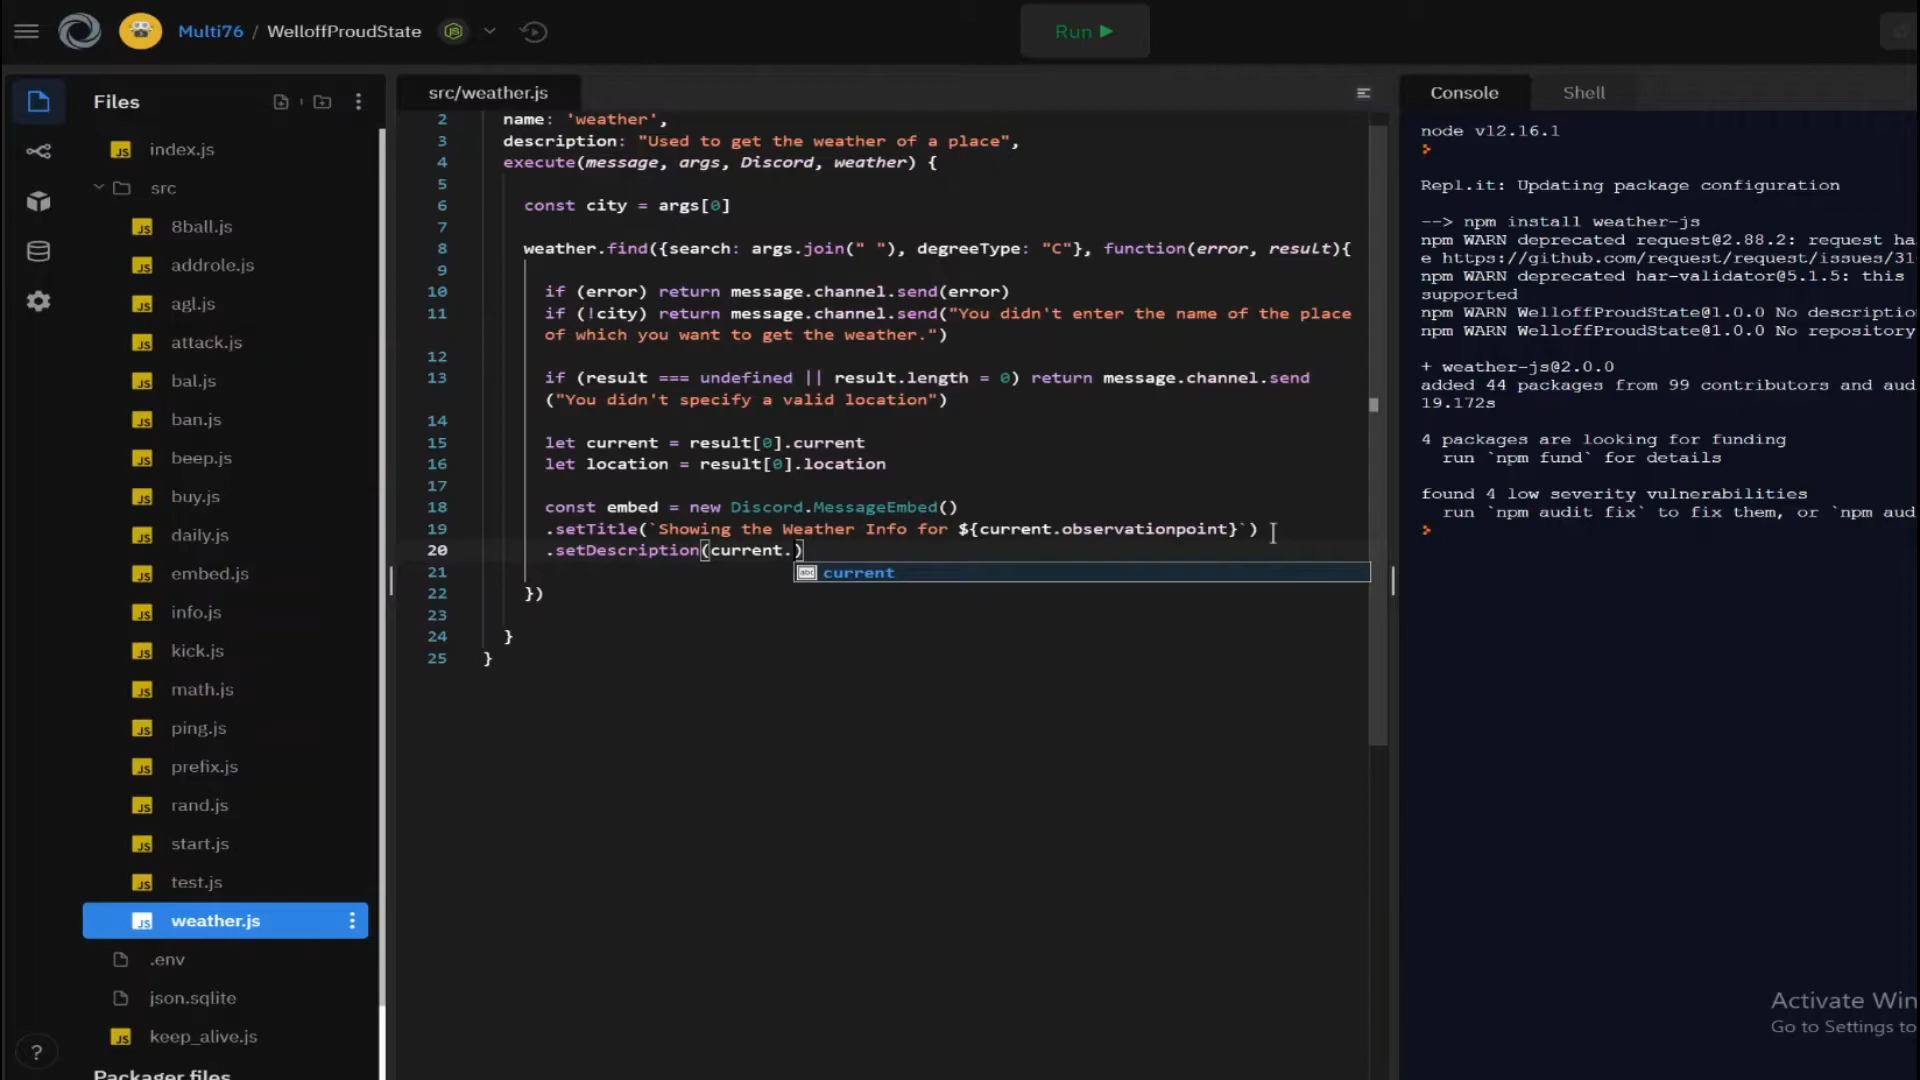 Multi76 / WelloffProudState
Run
Files
index.js
src
8ball.js
addrole.js
agl.js
attack.js
bal.js
ban.js
beep.js
buy.js
daily.js
embed.js
info.js
kick.js
math.js
ping.js
prefix.js
rand.js
start.js
test.js
weather.js
.env
json.sqlite
keep_alive.js
Packager files
?
src/weather.js
2 name: 'weather',
3 description: "Used to get the weather of a place",
4 execute(message, args, Discord, weather) {
5
6 const city = args[0]
7
8 weather.find({search: args.join(" "), degreeType: "C"}, function(error, result){
9
10 if (error) return message.channel.send(error)
11 if (!city) return message.channel.send("You didn't enter the name of the place
of which you want to get the weather.")
12
13 if (result === undefined || result.length = 0) return message.channel.send
("You didn't specify a valid location")
14
15 let current = result[0].current
16 let location = result[0].location
17
18 const embed = new Discord.MessageEmbed()
19 .setTitle(`Showing the Weather Info for ${current.observationpoint}`)
20 .setDescription(current.)
abc current
21
22 })
23
24 }
25 }
Console
Shell
node v12.16.1
>
Repl.it: Updating package configuration
--> npm install weather-js
npm WARN deprecated request@2.88.2: request ha
e https://github.com/request/request/issues/31
npm WARN deprecated har-validator@5.1.5: this
supported
npm WARN WelloffProudState@1.0.0 No descriptio
npm WARN WelloffProudState@1.0.0 No repository
+ weather-js@2.0.0
added 44 packages from 99 contributors and aud
19.172s
4 packages are looking for funding
run `npm fund` for details
found 4 low severity vulnerabilities
run `npm audit fix` to fix them, or `npm aud
>
Activate Win
Go to Settings to